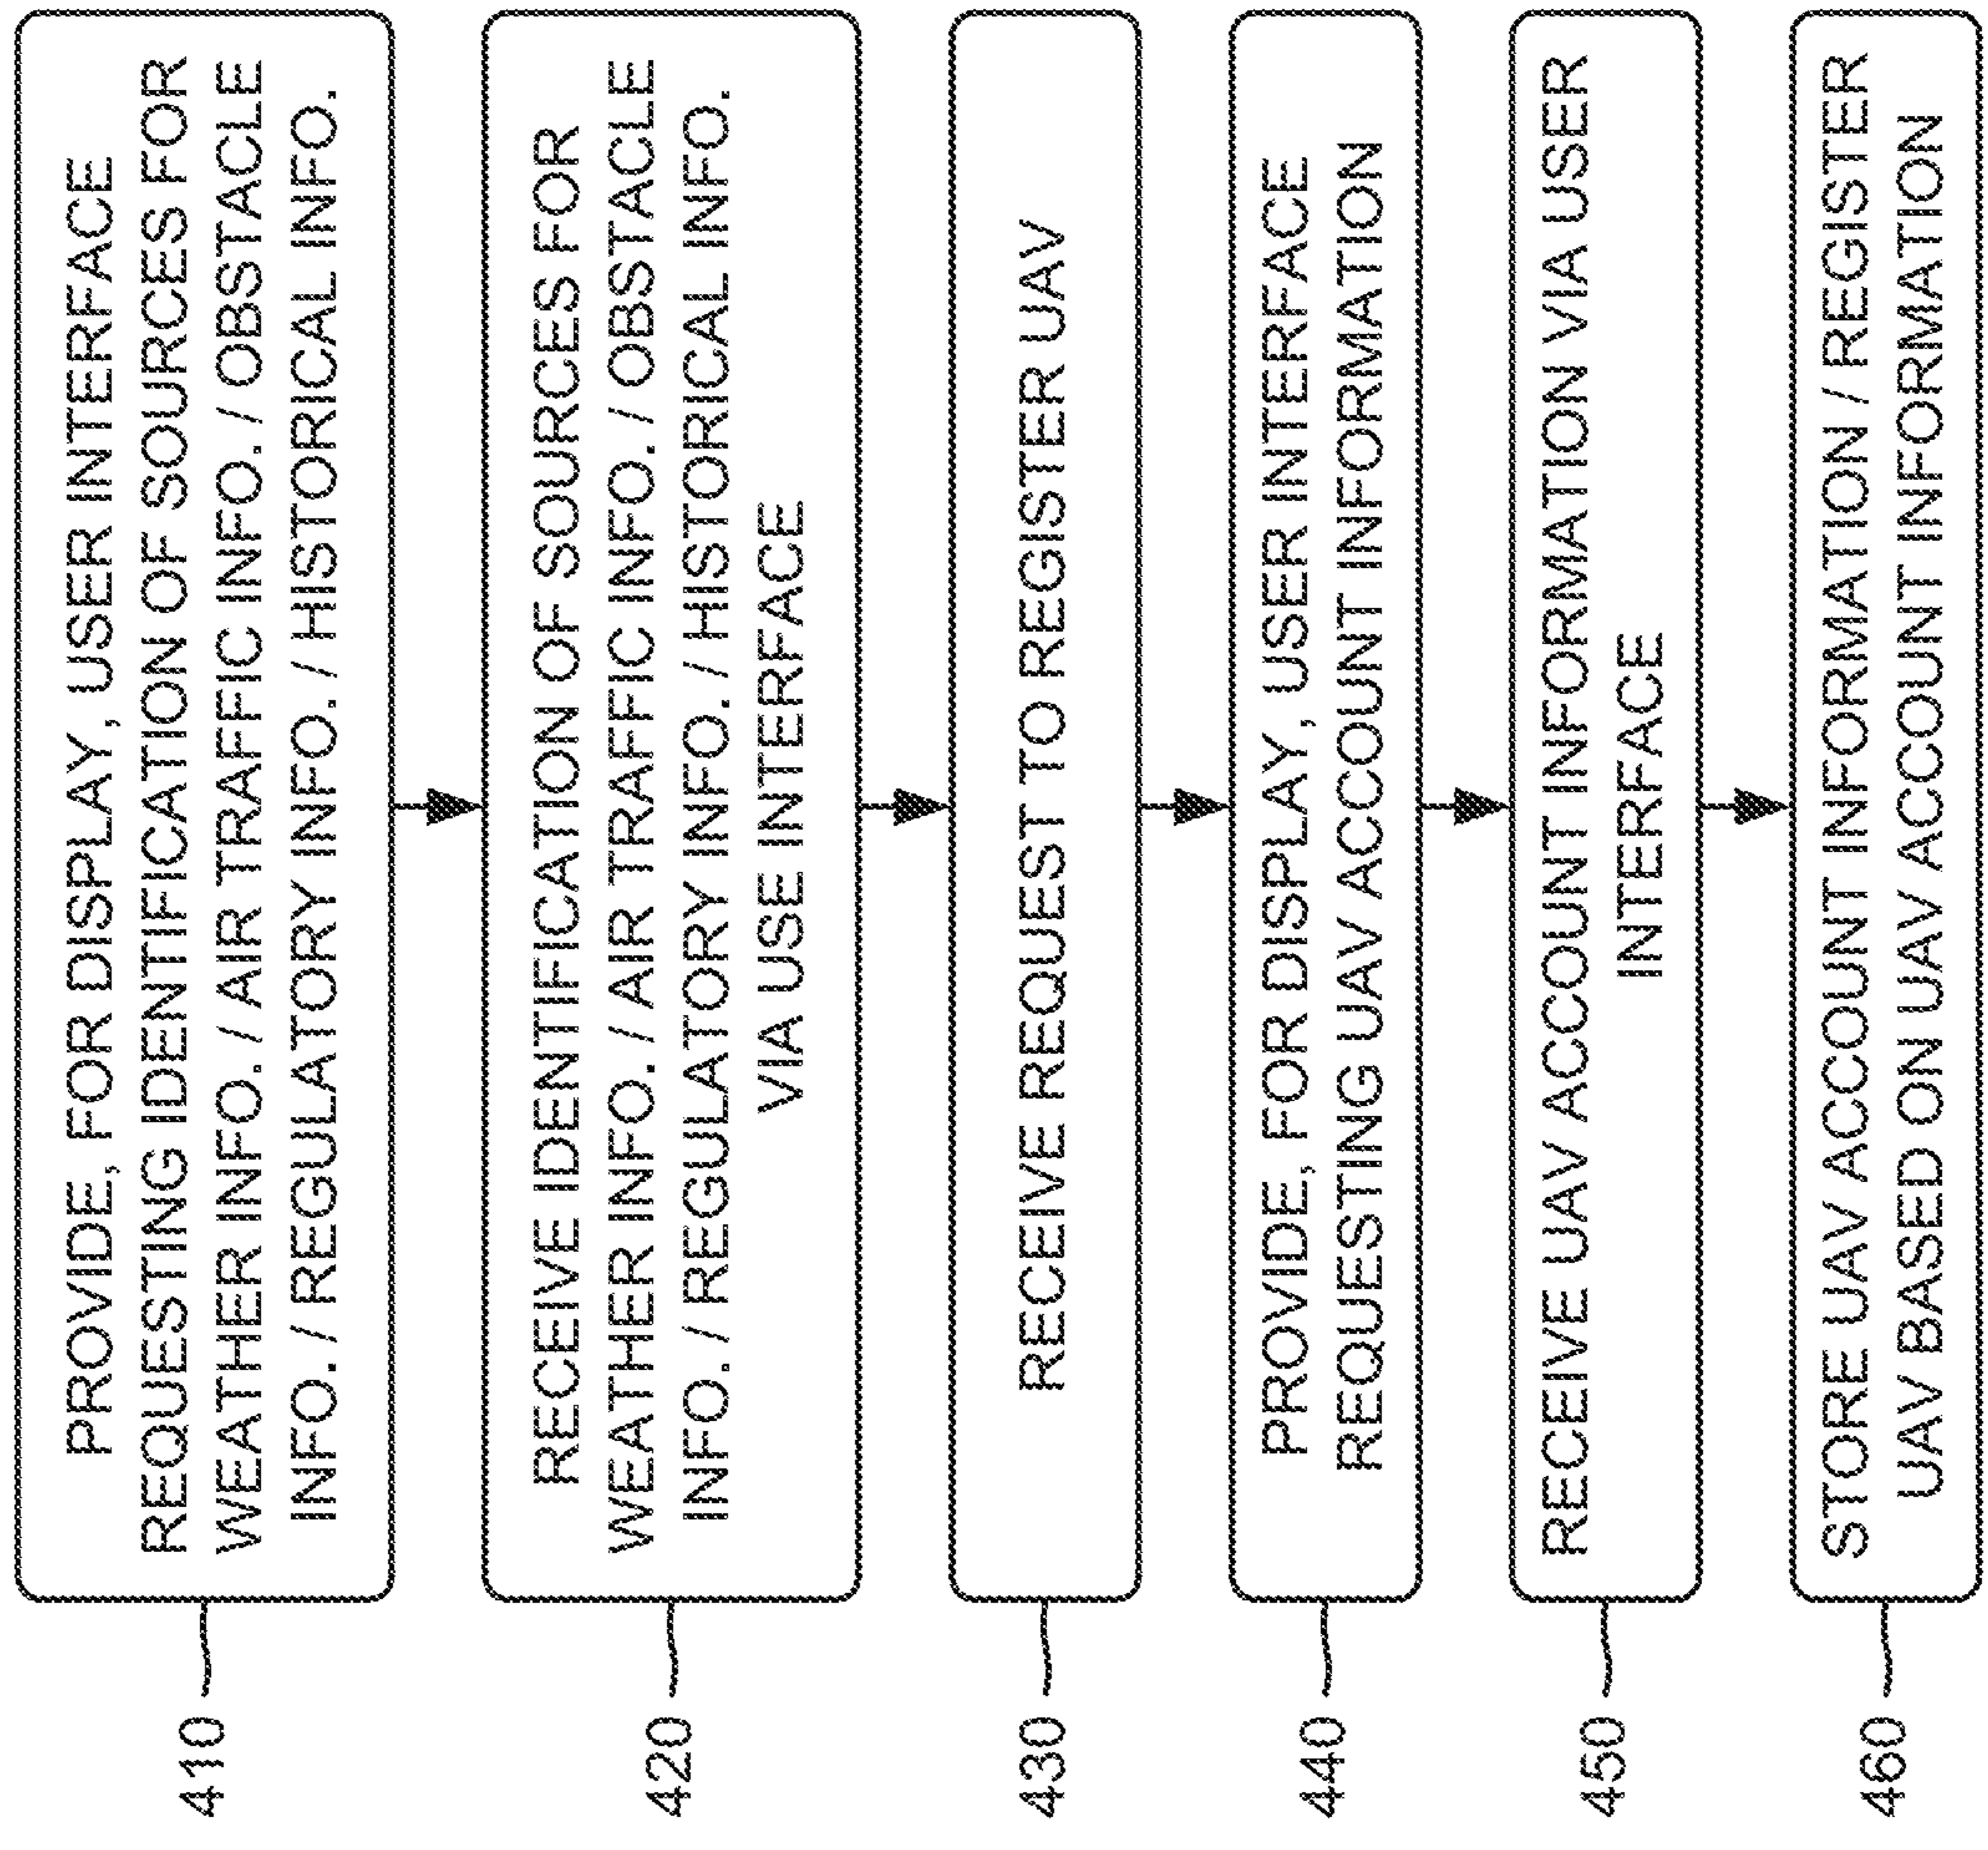 410
PROVIDE, FOR DISPLAY, USER INTERFACE
REQUESTING IDENTIFICATION OF SOURCES FOR
WEATHER INFO. / AIR TRAFFIC INFO. / OBSTACLE
INFO. / REGULATORY INFO. / HISTORICAL INFO.
420
RECEIVE IDENTIFICATION OF SOURCES FOR
WEATHER INFO. / AIR TRAFFIC INFO. / OBSTACLE
INFO. / REGULATORY INFO. / HISTORICAL INFO.
VIA USE INTERFACE
430
RECEIVE REQUEST TO REGISTER UAV
440
PROVIDE, FOR DISPLAY, USER INTERFACE
REQUESTING UAV ACCOUNT INFORMATION
450
RECEIVE UAV ACCOUNT INFORMATION VIA USER
INTERFACE
460
STORE UAV ACCOUNT INFORMATION / REGISTER
UAV BASED ON UAV ACCOUNT INFORMATION